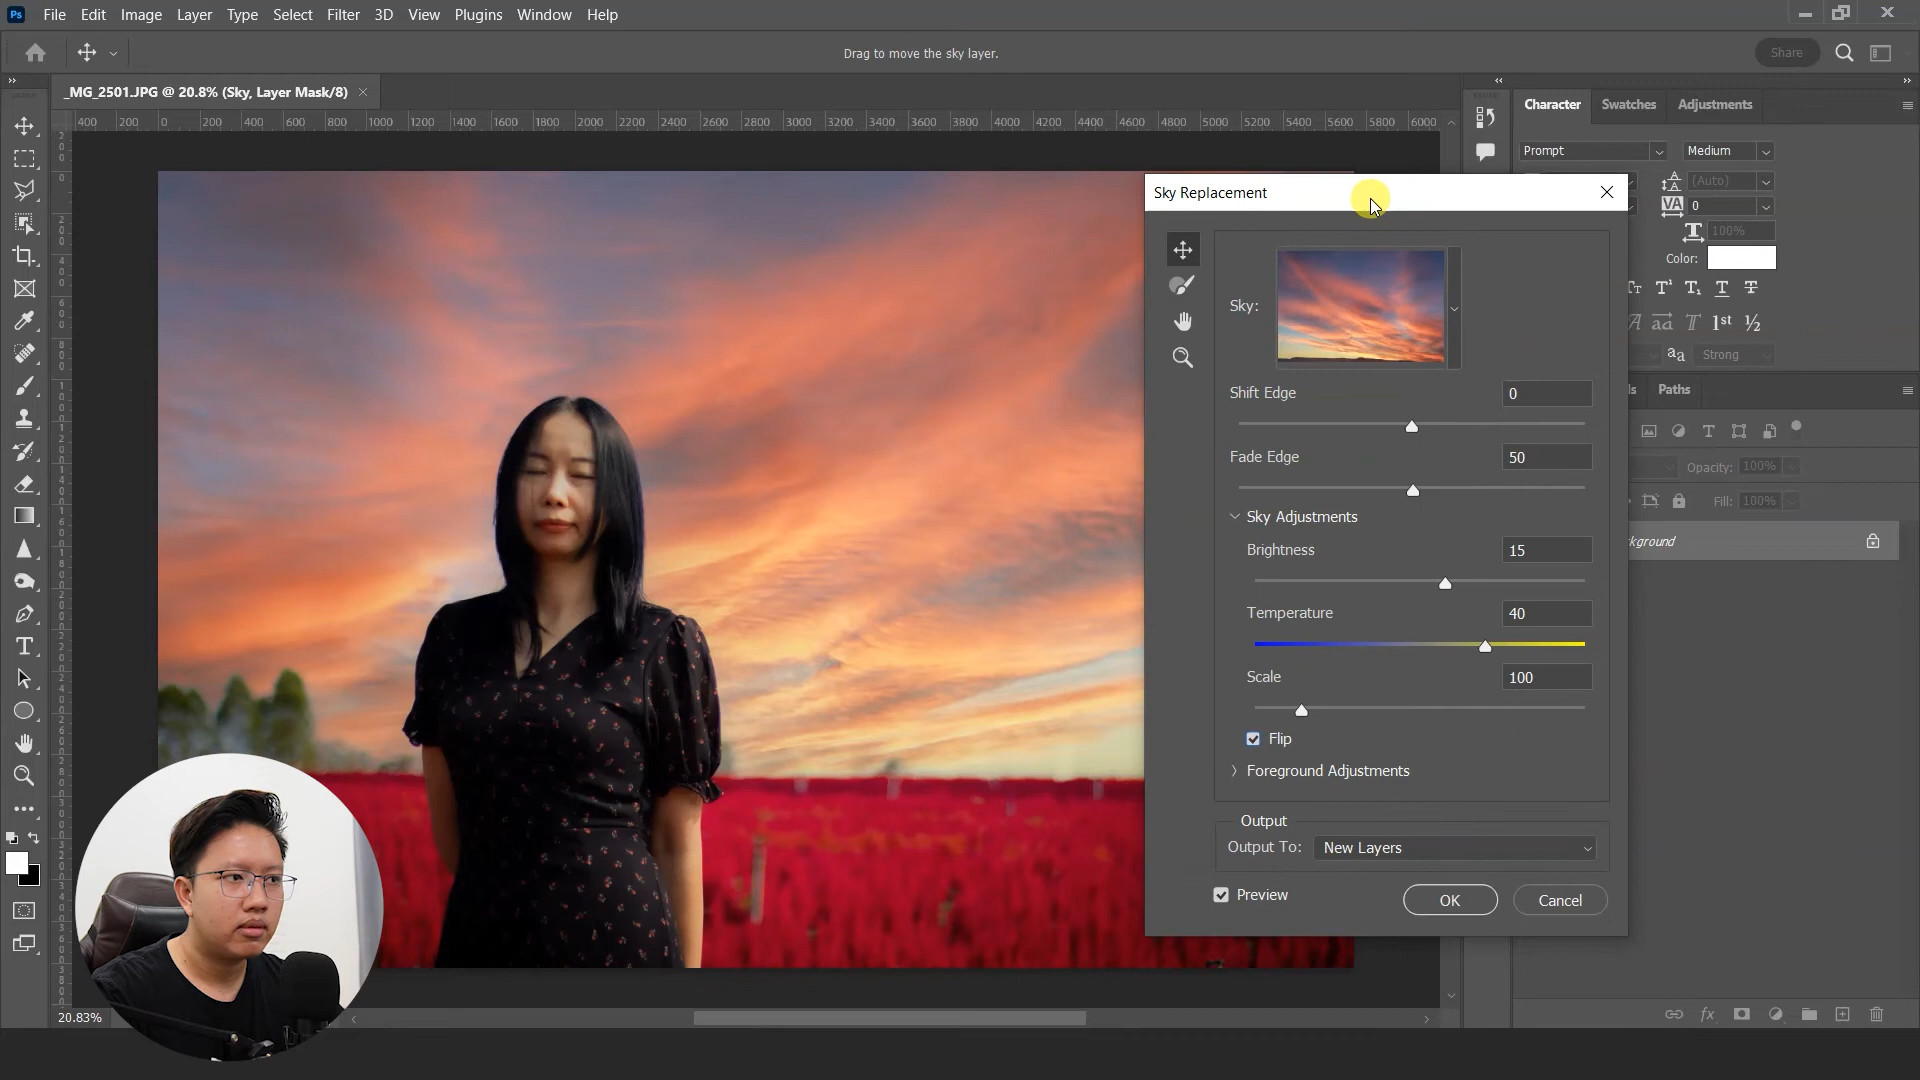 Ps File Edit Image Layer Type Select Filter 3D View Plugins Window Help
Drag to move the sky layer.
Share
_MG_2501.JPG @ 20.8% (Sky, Layer Mask/8)
400 200 0 200 400 600 800 1000 1200 1400 1600 1800 2000 2200 2400 2600 2800 3000 3200 3400 3600 3800 4000 4200 4400 4600 4800 5000 5200 5400 5600 5800 6000
Character Swatches Adjustments
Prompt Medium
(Auto)
VA 0
100%
Color:
1st ½
aa Strong
Paths
Opacity: 100%
Fill: 100%
kground
Sky Replacement
Sky:
Shift Edge 0
Fade Edge 50
Sky Adjustments
Brightness 15
Temperature 40
Scale 100
Flip
Foreground Adjustments
Output
Output To: New Layers
Preview OK Cancel
20.83%
fx